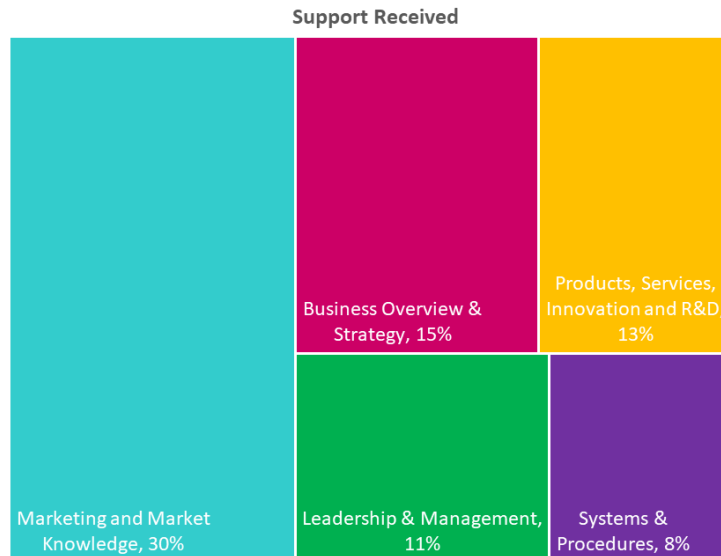 Support Received
Business Overview &
Strategy, 15%
Products, Services,
Innovation and R&D,
13%
Marketing and Market
Knowledge, 30%
Leadership & Management,
11%
Systems &
Procedures, 8%